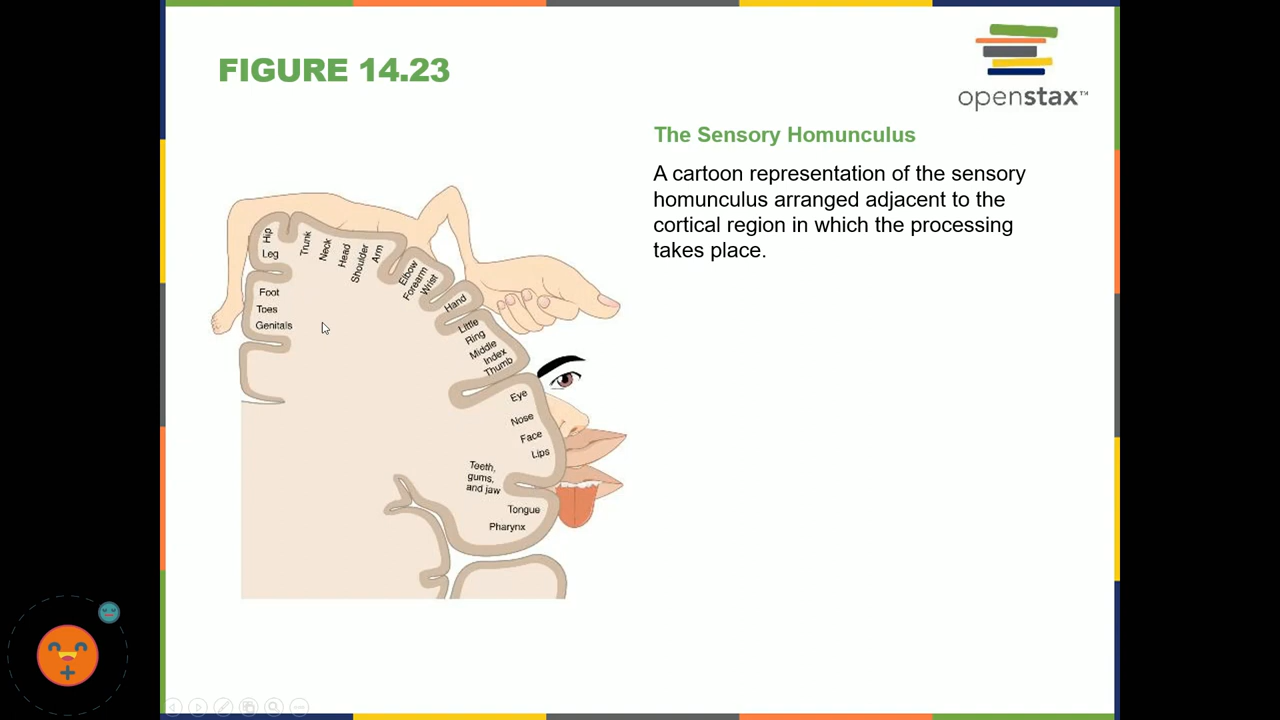 FIGURE 14.23
openstax™
The Sensory Homunculus
A cartoon representation of the sensory
homunculus arranged adjacent to the
cortical region in which the processing
takes place.
Hip
Leg
Foot
Toes
Genitals
Trunk
Neck
Head
Shoulder
Arm
Elbow
Forearm
Wrist
Hand
Little
Ring
Middle
Index
Thumb
Eye
Nose
Face
Lips
Teeth,
gums,
and jaw
Tongue
Pharynx